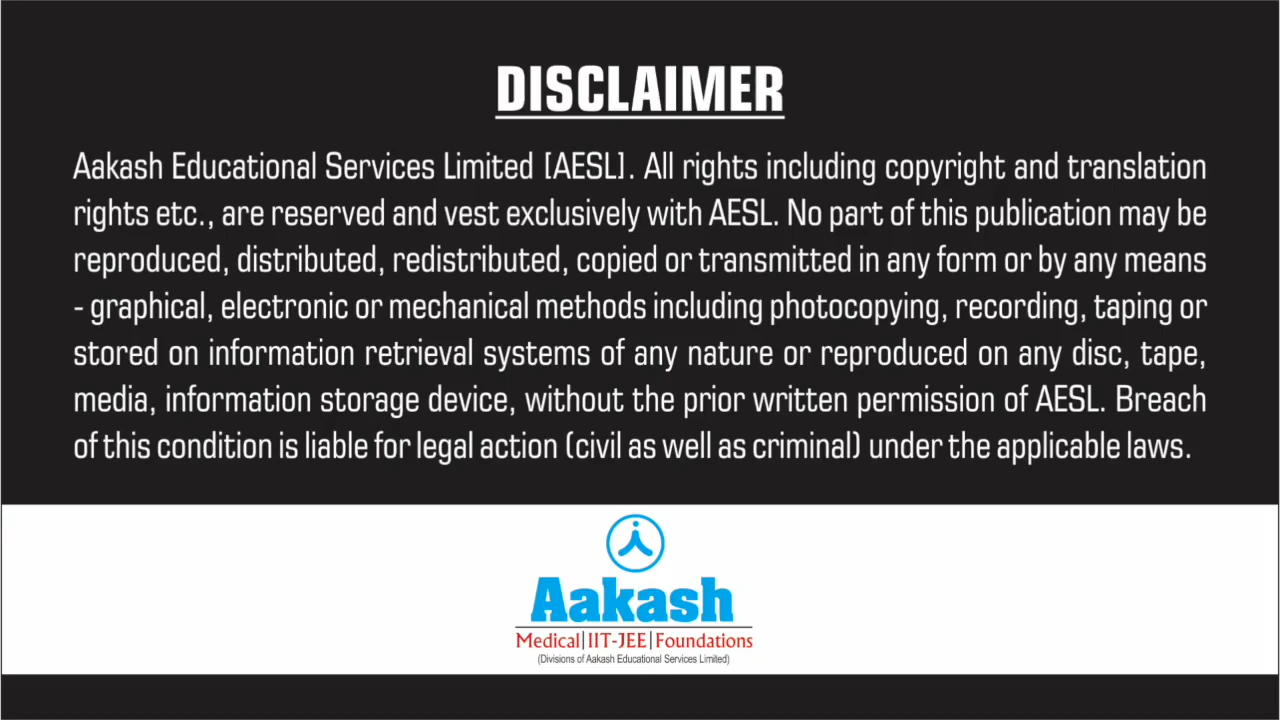 DISCLAIMER
Aakash Educational Services Limited [AESL]. All rights including copyright and translation
rights etc., are reserved and vest exclusively with AESL. No part of this publication may be
reproduced, distributed, redistributed, copied or transmitted in any form or by any means
- graphical, electronic or mechanical methods including photocopying, recording, taping or
stored on information retrieval systems of any nature or reproduced on any disc, tape,
media, information storage device, without the prior written permission of AESL. Breach
of this condition is liable for legal action (civil as well as criminal) under the applicable laws.
Aakash
Medical|IIT-JEE|Foundations
(Divisions of Aakash Educational Services Limited)